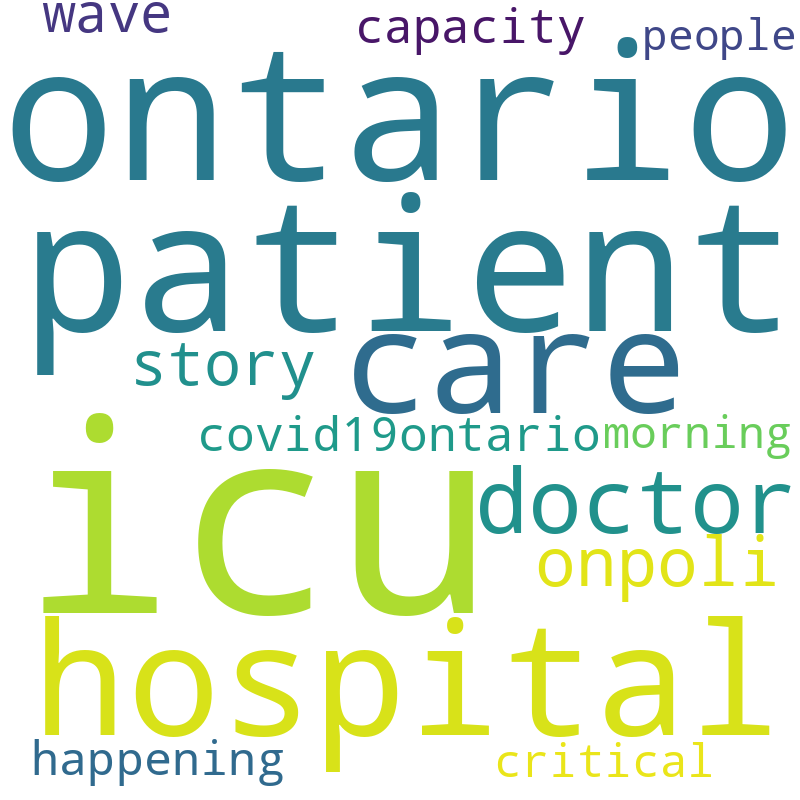 wave capacity people
ontario
patient
story care
covid19ontario morning
icu doctor
onpoli
hospital
happening critical